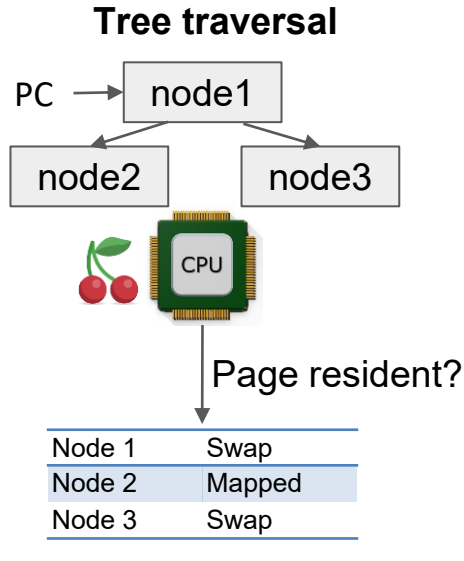 Tree traversal
PC
node1
node2
node3
CPU
Page resident?
Node 1 Swap
Node 2 Mapped
Node 3 Swap